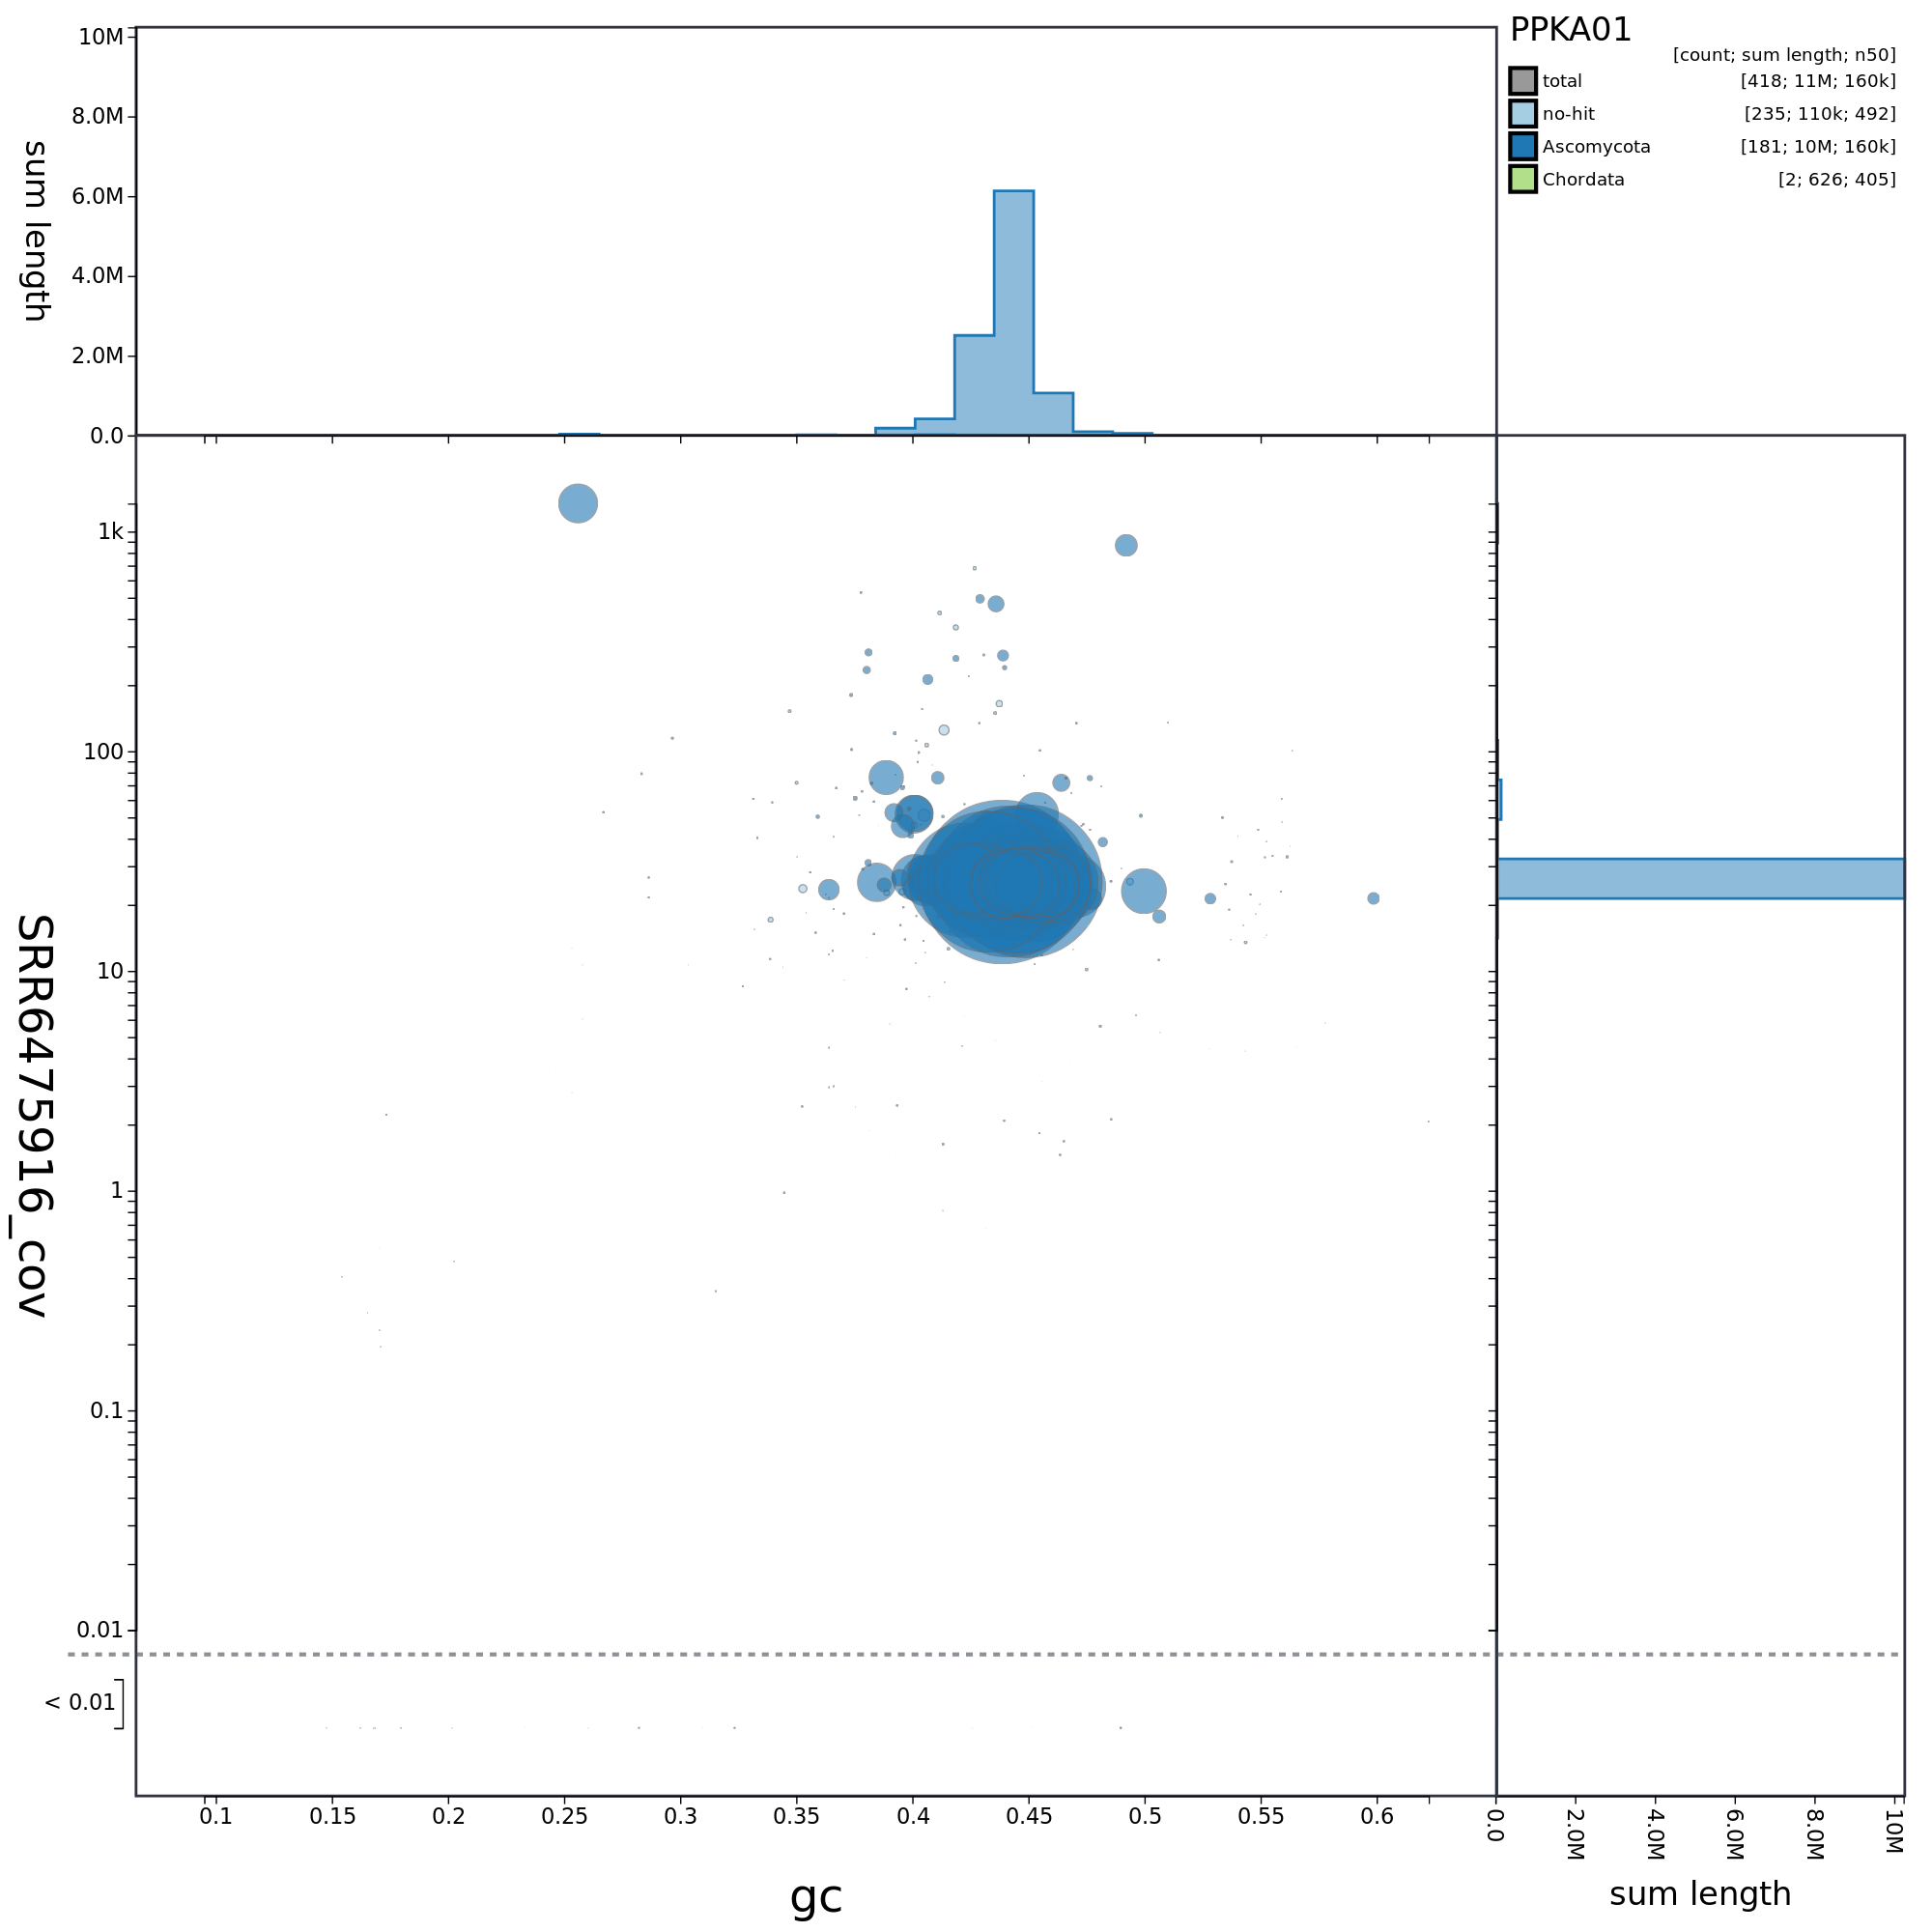 PPKA01
[count; sum length; n50]
total [418; 11M; 160k]
no-hit [235; 110k; 492]
Ascomycota [181; 10M; 160k]
Chordata [2; 626; 405]
10M
8.0M
6.0M
4.0M
2.0M
0.0
sum length
1k
100
10
1
0.1
0.01
< 0.01
SRR6475916_cov
0.1 0.15 0.2 0.25 0.3 0.35 0.4 0.45 0.5 0.55 0.6
gc
0.0 2.0M 4.0M 6.0M 8.0M 10M
sum length